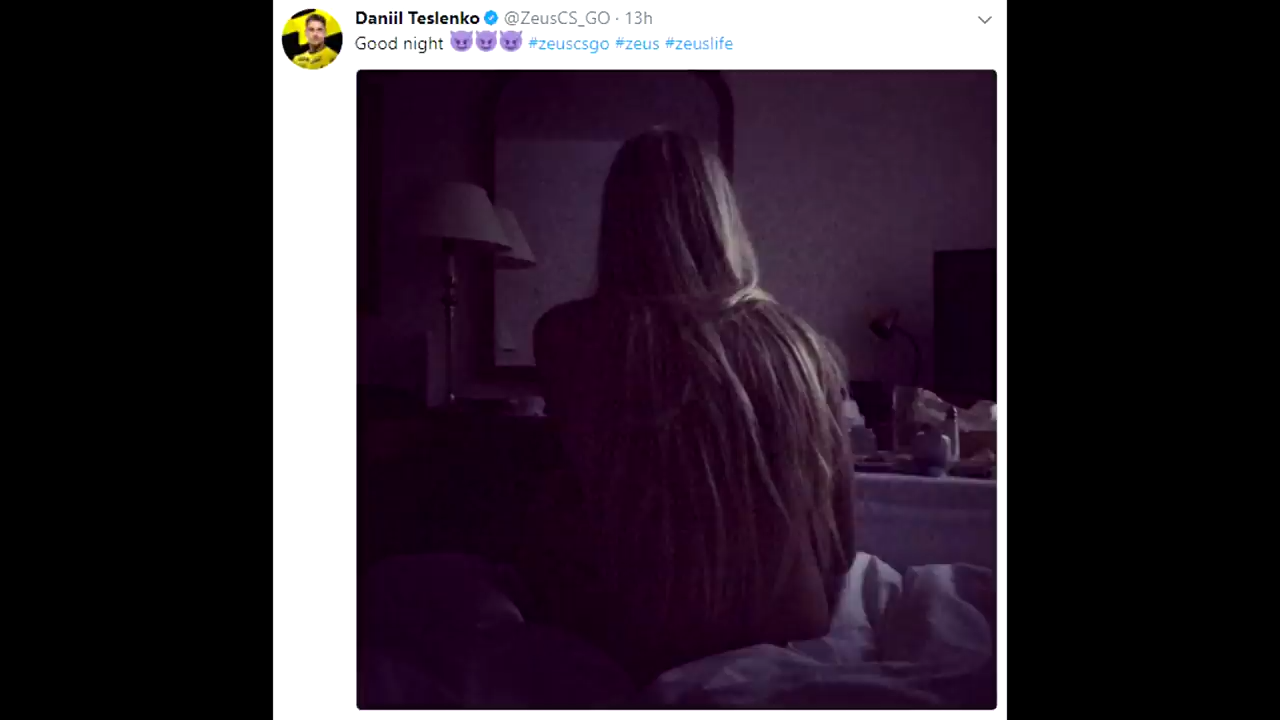 Daniil Teslenko @ZeusCS_GO · 13h
Good night 😈😈😈 #zeuscsgo #zeus #zeuslife